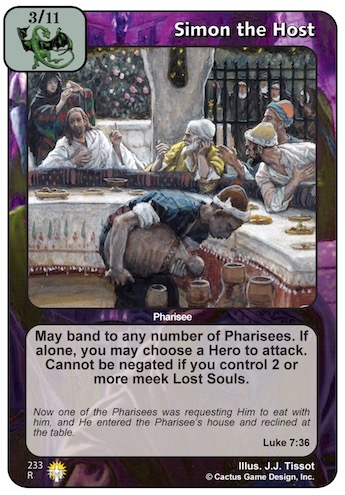 3/11
Simon the Host
Pharisee
May band to any number of Pharisees. If
alone, you may choose a Hero to attack.
Cannot be negated if you control 2 or
more meek Lost Souls.
Now one of the Pharisees was requesting Him to eat with
him, and He entered the Pharisee's house and reclined at
the table.
Luke 7:36
233
R
Illus. J.J. Tissot
© Cactus Game Design, Inc.